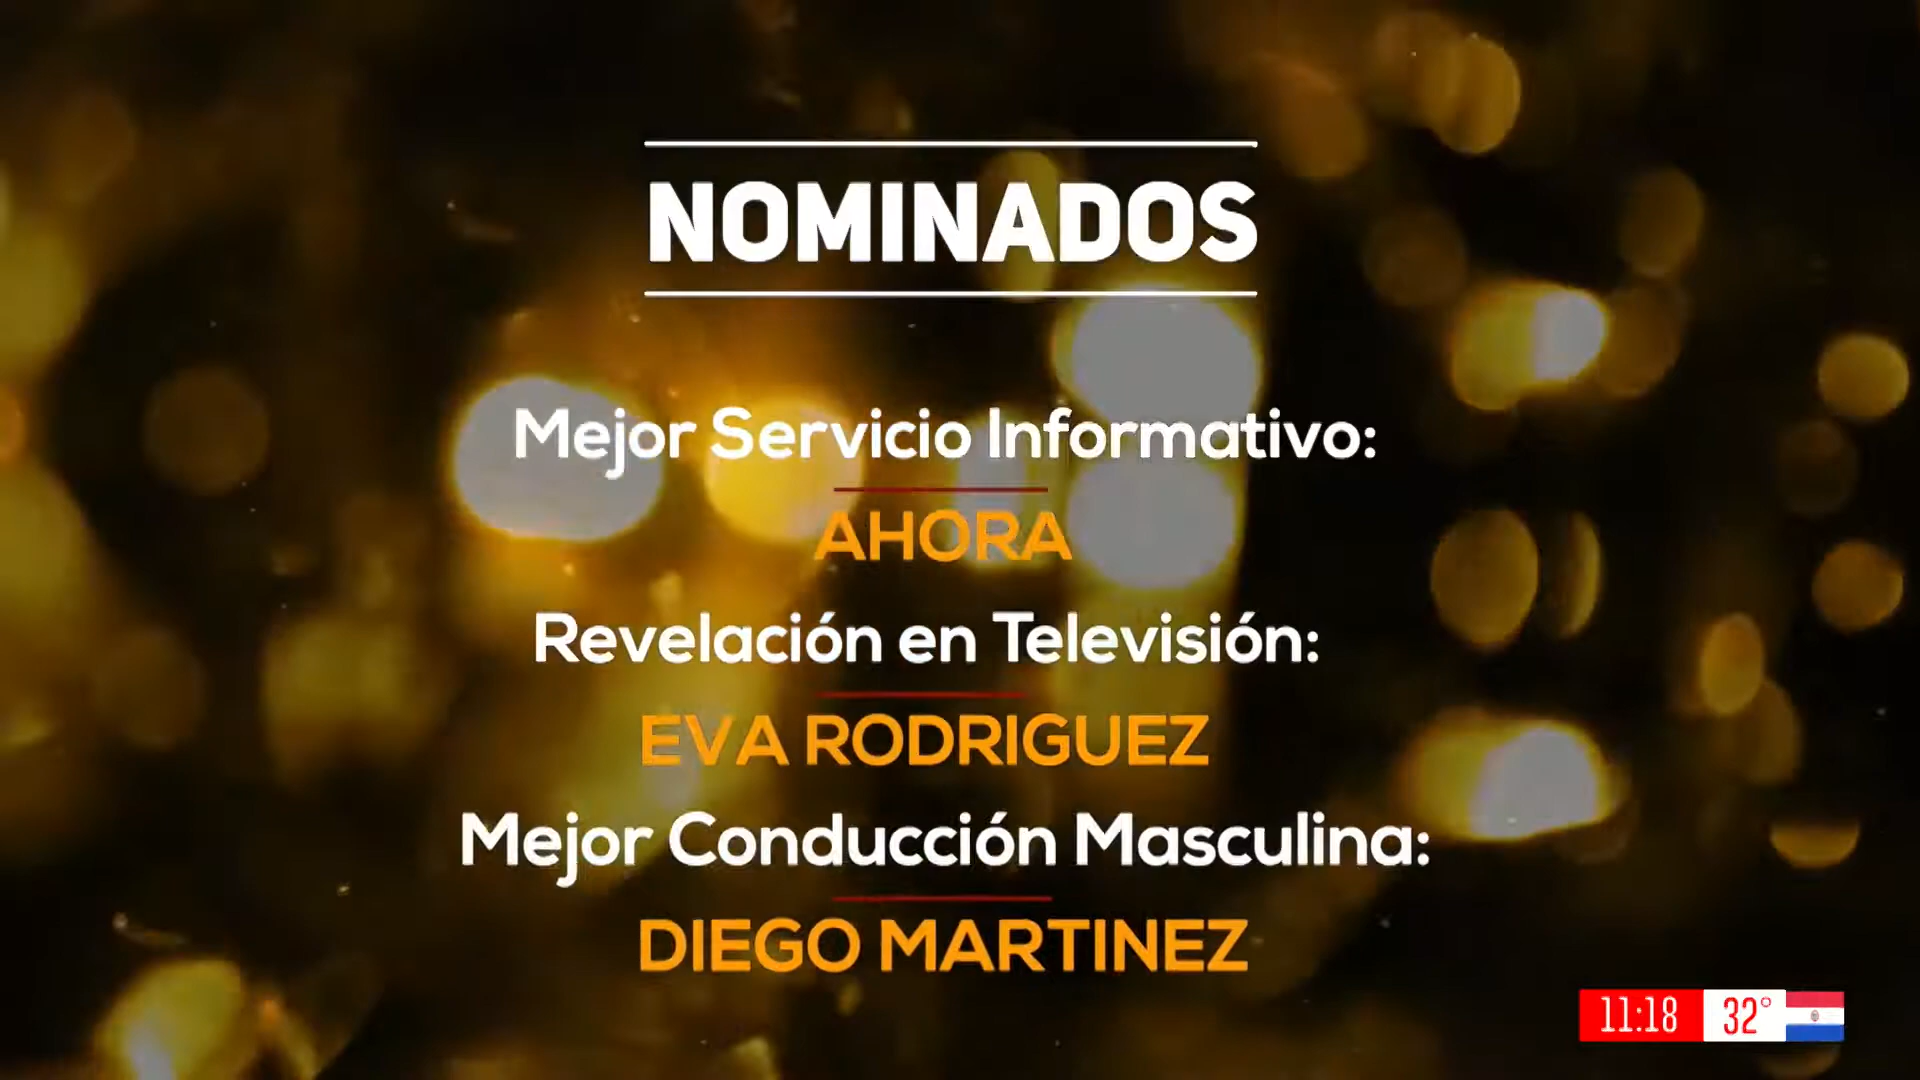 NOMINADOS
Mejor Servicio Informativo:
AHORA
Revelación en Televisión:
EVA RODRIGUEZ
Mejor Conducción Masculina:
DIEGO MARTINEZ
11:18 32°